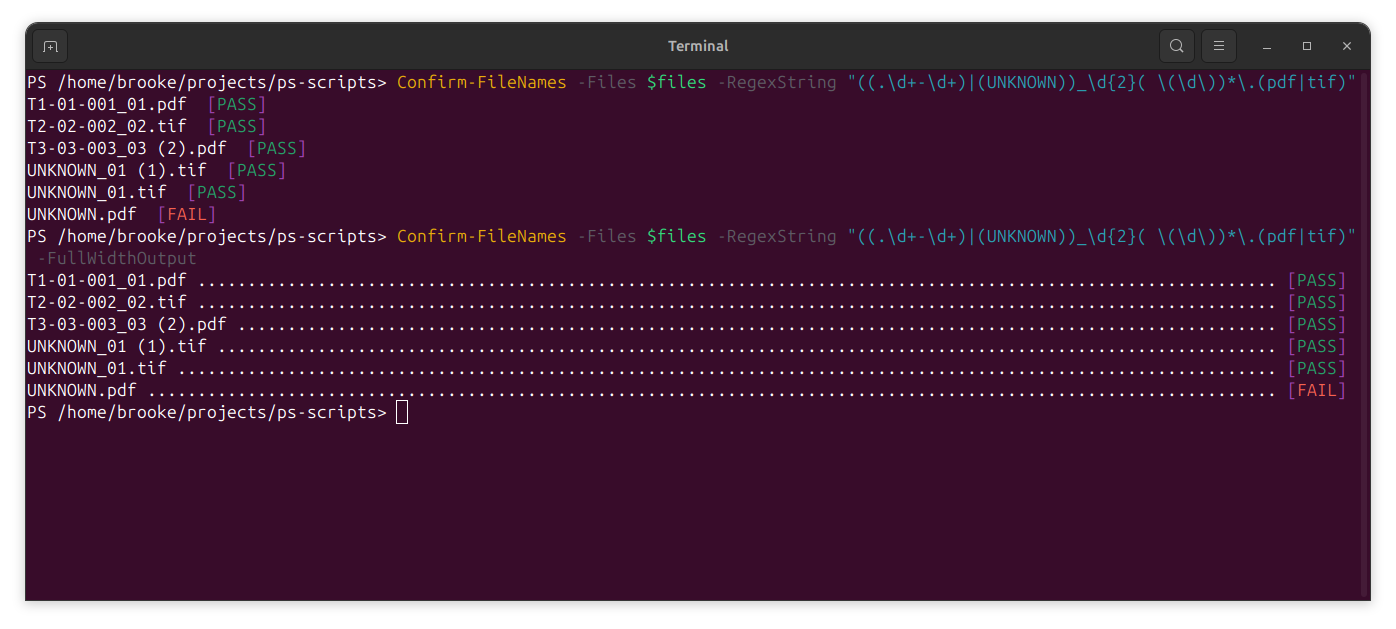 Terminal
PS /home/brooke/projects/ps-scripts> Confirm-FileNames -Files $files -RegexString "((.\d+-\d+)|(UNKNOWN))_\d{2}( \(\d\))*\.(pdf|tif)"
T1-01-001_01.pdf  [PASS]
T2-02-002_02.tif  [PASS]
T3-03-003_03 (2).pdf  [PASS]
UNKNOWN_01 (1).tif  [PASS]
UNKNOWN_01.tif  [PASS]
UNKNOWN.pdf  [FAIL]
PS /home/brooke/projects/ps-scripts> Confirm-FileNames -Files $files -RegexString "((.\d+-\d+)|(UNKNOWN))_\d{2}( \(\d\))*\.(pdf|tif)"
 -FullWidthOutput
T1-01-001_01.pdf ............................................................................................................ [PASS]
T2-02-002_02.tif ............................................................................................................ [PASS]
T3-03-003_03 (2).pdf ........................................................................................................ [PASS]
UNKNOWN_01 (1).tif .......................................................................................................... [PASS]
UNKNOWN_01.tif .............................................................................................................. [PASS]
UNKNOWN.pdf ................................................................................................................. [FAIL]
PS /home/brooke/projects/ps-scripts>